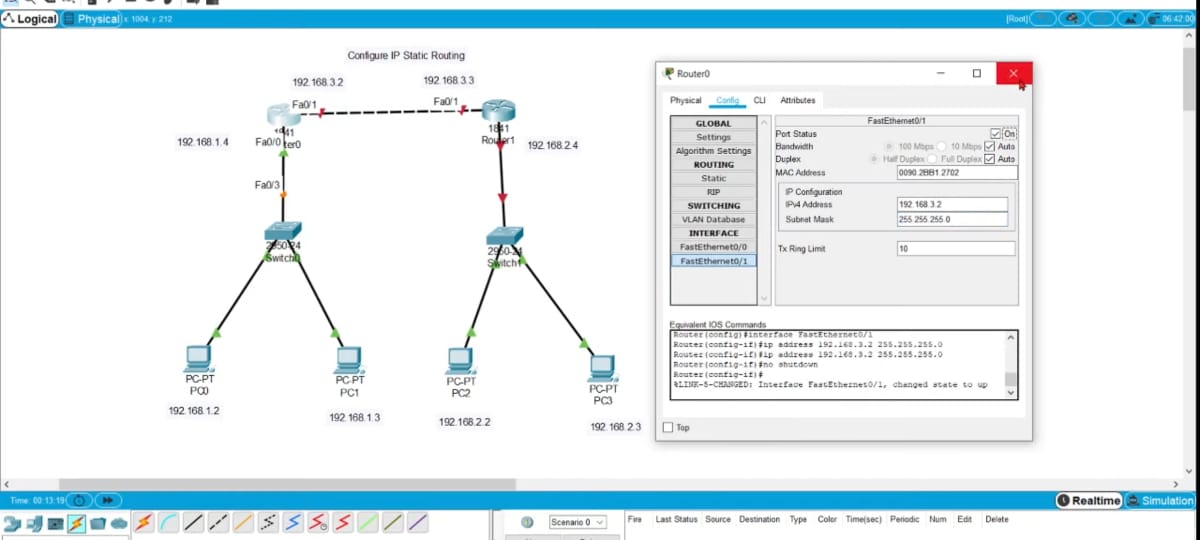 Logical
Physical
x: 1004, y: 212
[Root]
06:42:00
Configure IP Static Routing
192.168.3.2
192.168.3.3
Fa0/1
Fa0/1
1841
Router1
192.168.1.4
Fa0/0
192.168.2.4
Fa0/3
2950-24
Switch0
2950-24
Switch1
PC-PT
PC0
PC-PT
PC1
PC-PT
PC2
PC-PT
PC3
192.168.1.2
192.168.1.3
192.168.2.2
192.168.2.3
Router0
Physical Config CLI Attributes
GLOBAL
Settings
Algorithm Settings
ROUTING
Static
RIP
SWITCHING
VLAN Database
INTERFACE
FastEthernet0/0
FastEthernet0/1
FastEthernet0/1
Port Status On
Bandwidth 100 Mbps 10 Mbps Auto
Duplex Half Duplex Full Duplex Auto
MAC Address 0090.2BB1.2702
IP Configuration
IPv4 Address 192.168.3.2
Subnet Mask 255.255.255.0
Tx Ring Limit 10
Equivalent IOS Commands
Router(config)#interface FastEthernet0/1
Router(config-if)#ip address 192.168.3.2 255.255.255.0
Router(config-if)#ip address 192.168.3.2 255.255.255.0
Router(config-if)#no shutdown
Router(config-if)#
%LINK-5-CHANGED: Interface FastEthernet0/1, changed state to up
Top
Time: 00:13:19
Realtime
Simulation
Scenario 0
Fire Last Status Source Destination Type Color Time(sec) Periodic Num Edit Delete